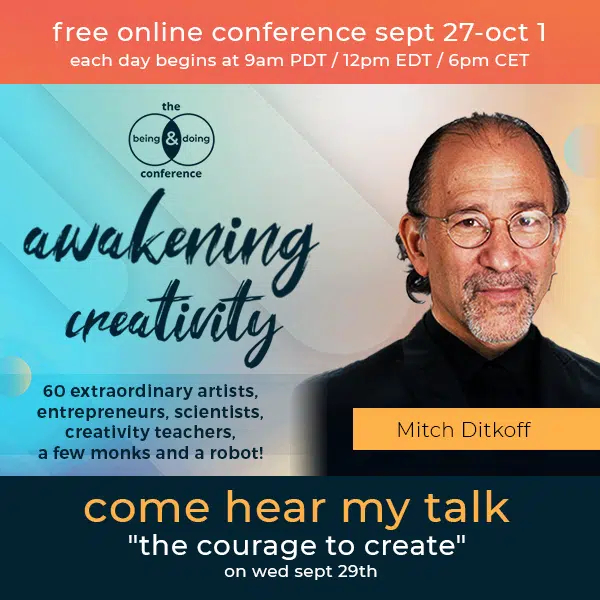 free online conference sept 27-oct 1
each day begins at 9am PDT / 12pm EDT / 6pm CET
the
being & doing
conference
awakening
creativity
60 extraordinary artists,
entrepreneurs, scientists,
creativity teachers,
a few monks and a robot!
Mitch Ditkoff
come hear my talk
"the courage to create"
on wed sept 29th